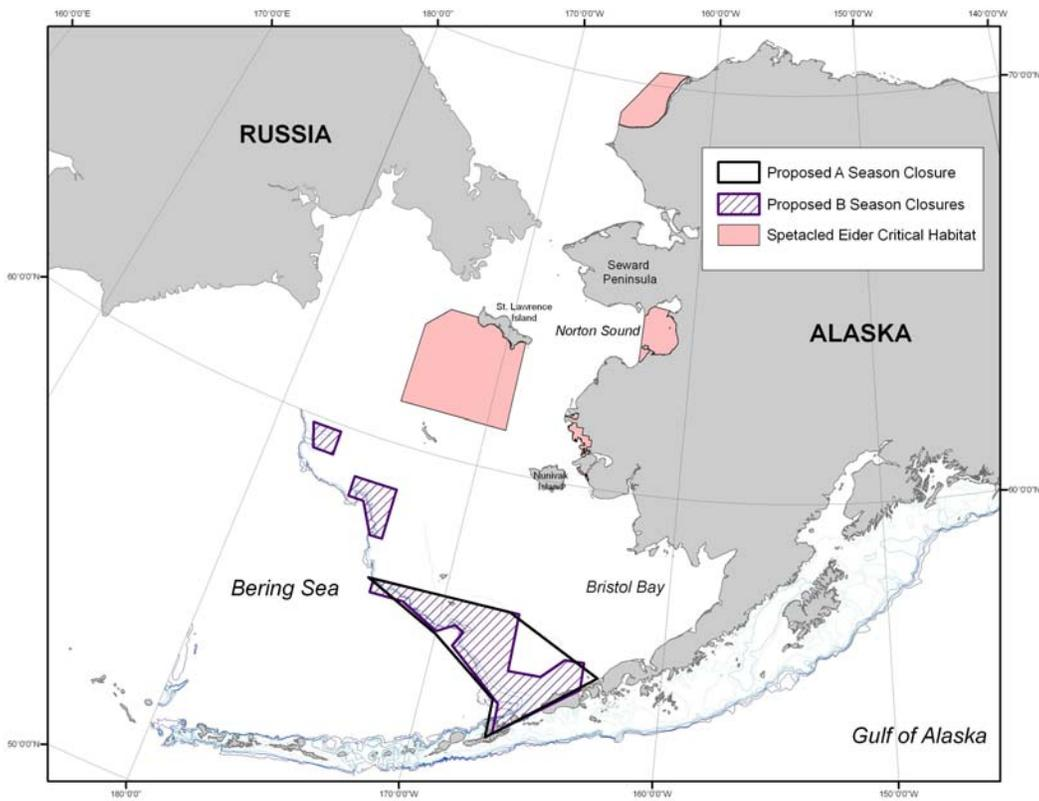 160°0'0"E
170°0'0"E
180°0'0"
170°0'0"W
160°0'0"W
150°0'0"W
140°0'0"W
70°0'0"N
RUSSIA
Proposed A Season Closure
Proposed B Season Closures
Spetacled Eider Critical Habitat
60°0'0"N
Seward
Peninsula
St. Lawrence
Island
Norton Sound
ALASKA
Nunivak
Island
60°0'0"N
Bering Sea
Bristol Bay
Gulf of Alaska
50°0'0"N
180°0'0"
170°0'0"W
160°0'0"W
150°0'0"W